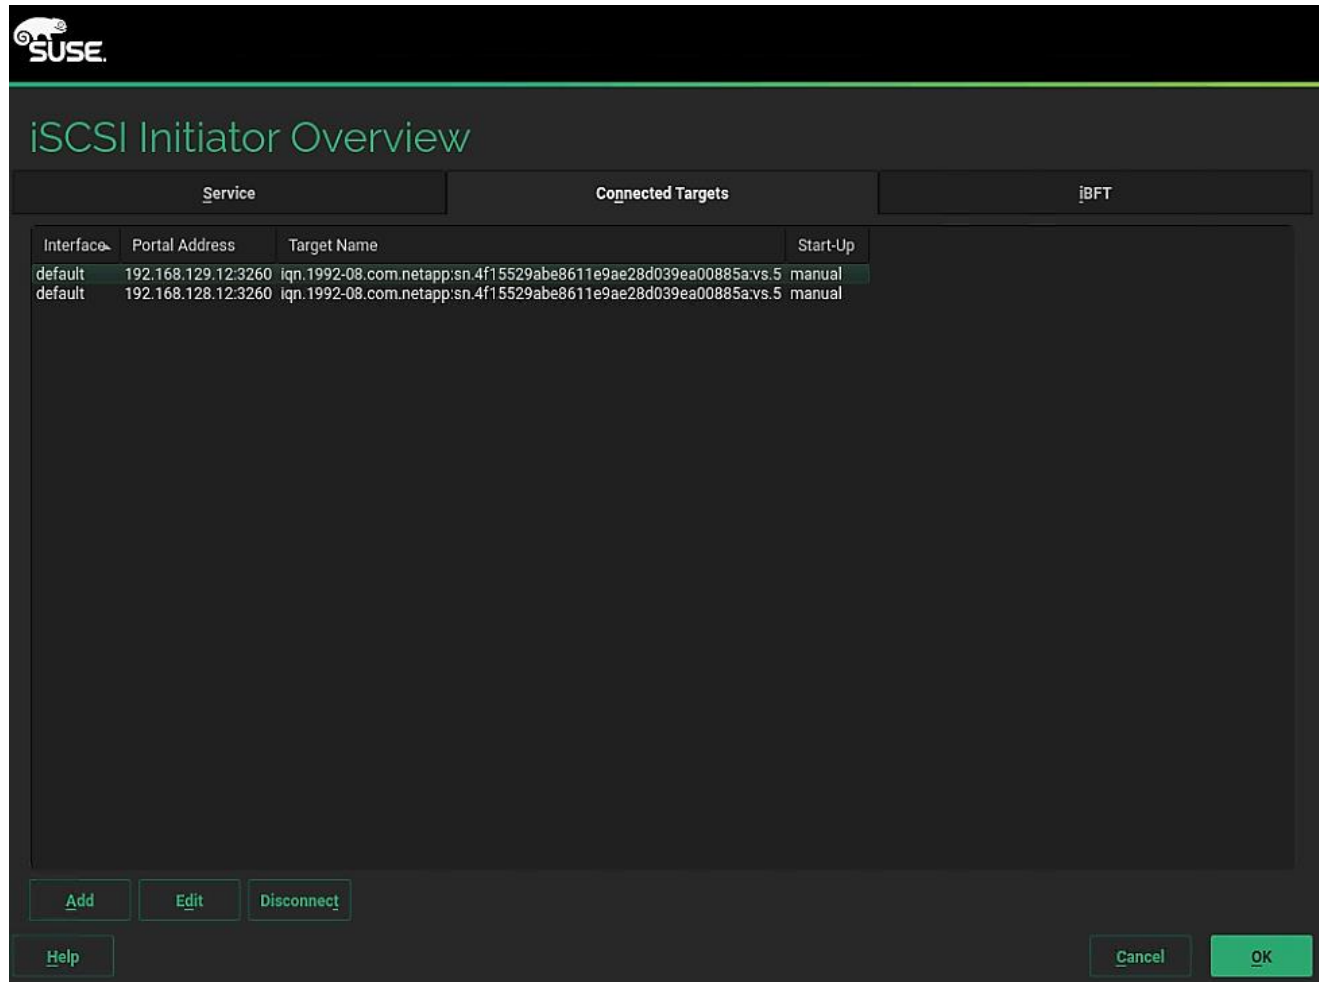 SUSE.
iSCSI Initiator Overview
Service Connected Targets iBFT
Interface Portal Address Target Name Start-Up
default 192.168.129.12:3260 iqn.1992-08.com.netapp:sn.4f15529abe8611e9ae28d039ea00885a:vs.5 manual
default 192.168.128.12:3260 iqn.1992-08.com.netapp:sn.4f15529abe8611e9ae28d039ea00885a:vs.5 manual
Add Edit Disconnect
Help Cancel OK